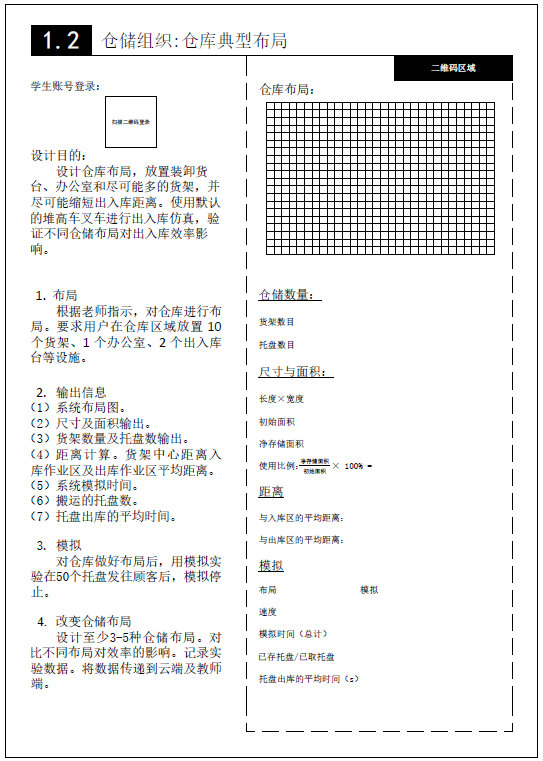 1.2 仓储组织:仓库典型布局
学生账号登录:
扫描二维码登录
设计目的:
设计仓库布局,放置装卸货
台、办公室和尽可能多的货架,并
尽可能缩短出入库距离。使用默认
的堆高车叉车进行出入库仿真,验
证不同仓储布局对出入库效率影
响。
1. 布局
根据老师指示,对仓库进行布
局。要求用户在仓库区域放置 10
个货架、1 个办公室、2 个出入库
台等设施。
2. 输出信息
(1)系统布局图。
(2)尺寸及面积输出。
(3)货架数量及托盘数输出。
(4)距离计算。货架中心距离入
库作业区及出库作业区平均距离。
(5)系统模拟时间。
(6)搬运的托盘数。
(7)托盘出库的平均时间。
3. 模拟
对仓库做好布局后,用模拟实
验在50个托盘发往顾客后,模拟停
止。
4. 改变仓储布局
设计至少3-5种仓储布局。对
比不同布局对效率的影响。记录实
验数据。将数据传递到云端及教师
端。
二维码区域
仓库布局:
仓储数量:
货架数目
托盘数目
尺寸与面积:
长度×宽度
初始面积
净存储面积
使用比例:净存储面积/初始面积 × 100% =
距离
与入库区的平均距离:
与出库区的平均距离:
模拟
布局 模拟
速度
模拟时间(总计)
已存托盘/已取托盘
托盘出库的平均时间(s)